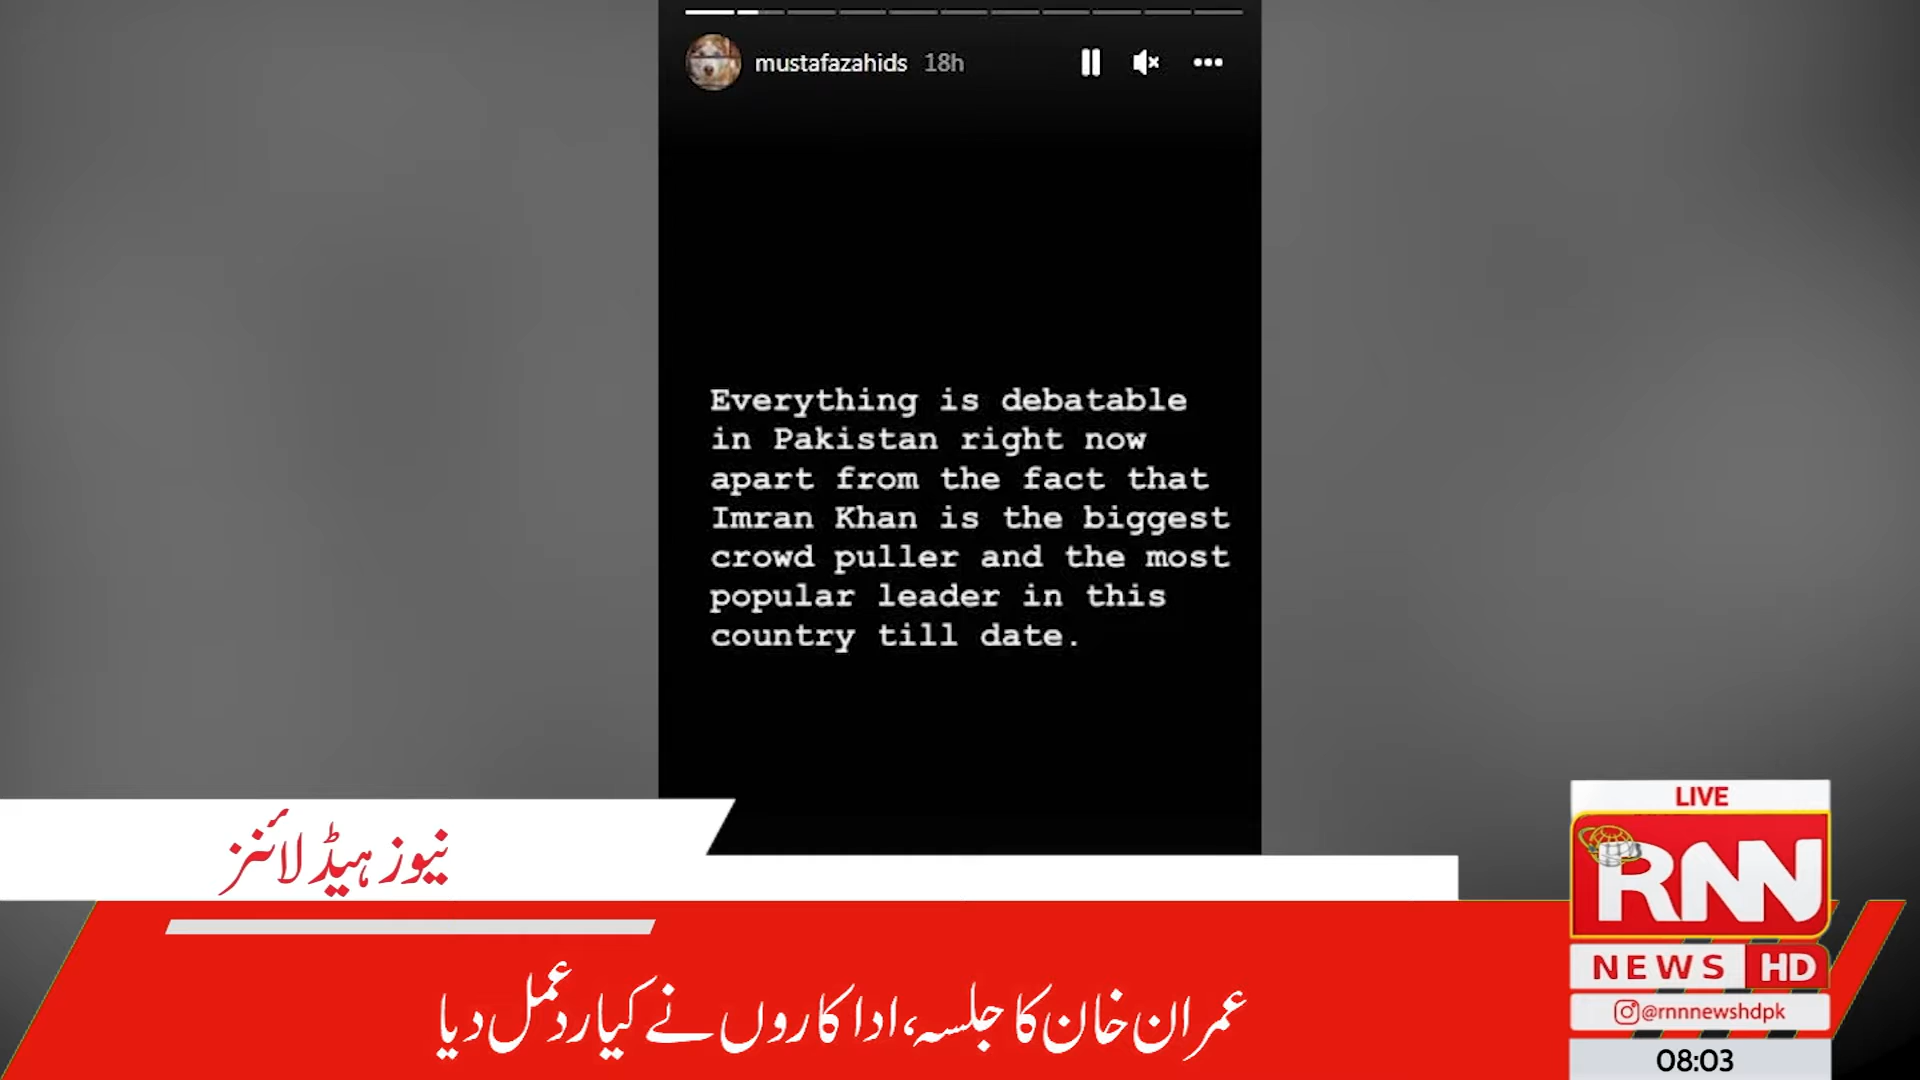 mustafazahids 18h
Everything is debatable
in Pakistan right now
apart from the fact that
Imran Khan is the biggest
crowd puller and the most
popular leader in this
country till date.
نیوز ہیڈلائنز
عمران خان کا جلسہ، اداکاروں نے کیا ردعمل دیا
LIVE
RNN
NEWS HD
@rnnnewshdpk
08:03